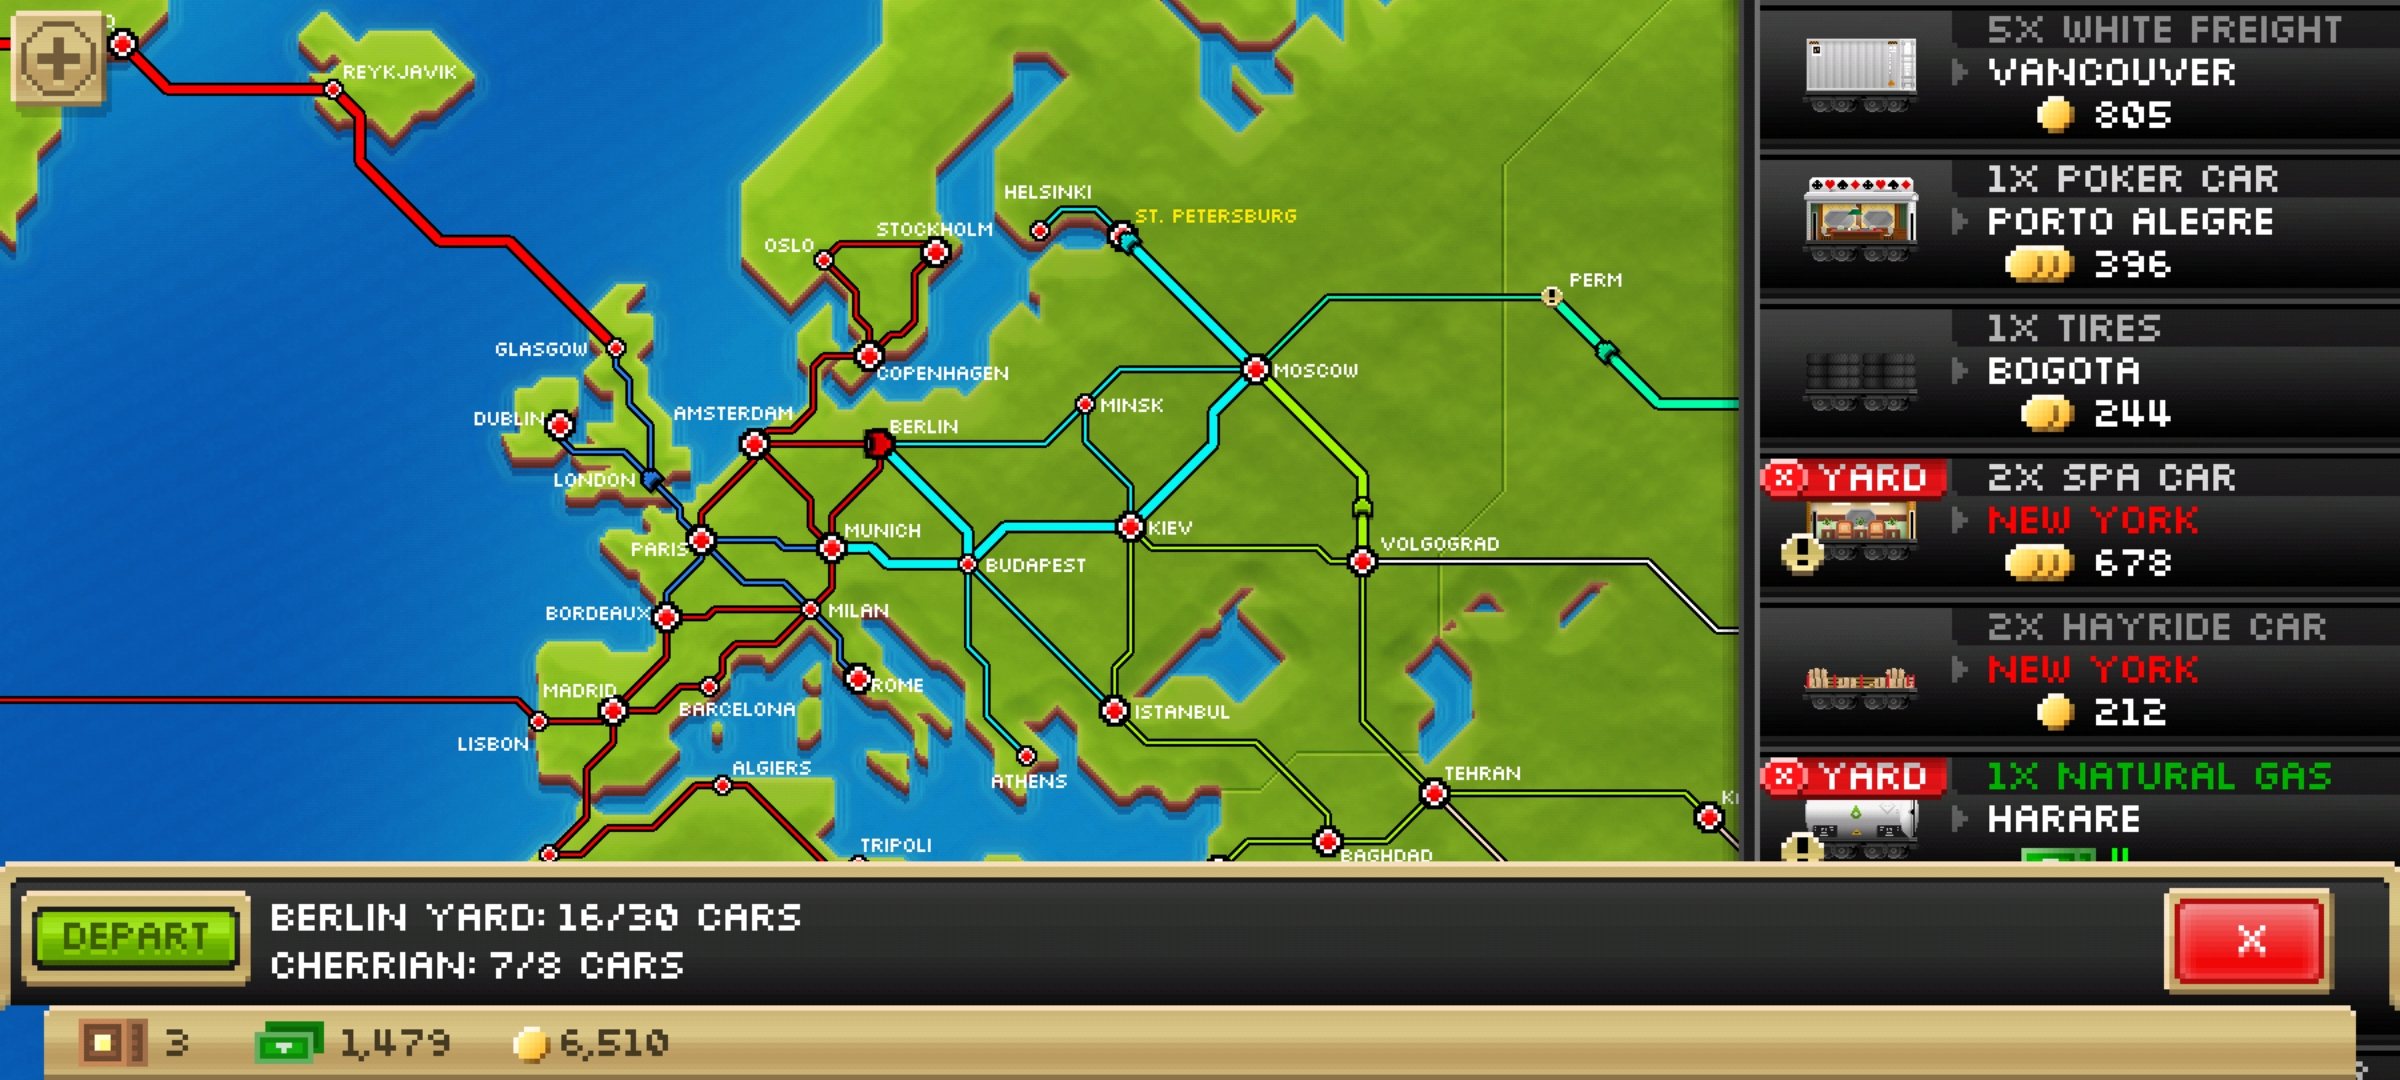 REYKJAVIK
HELSINKI
ST. PETERSBURG
STOCKHOLM
OSLO
PERM
GLASGOW
COPENHAGEN
MOSCOW
DUBLIN
AMSTERDAM
BERLIN
MINSK
LONDON
PARIS
MUNICH
KIEV
VOLGOGRAD
BUDAPEST
BORDEAUX
MILAN
MADRID
ROME
BARCELONA
ISTANBUL
LISBON
ALGIERS
ATHENS
TEHRAN
TRIPOLI
BAGHDAD
5X WHITE FREIGHT
VANCOUVER
805
1X POKER CAR
PORTO ALEGRE
396
1X TIRES
BOGOTA
244
YARD
2X SPA CAR
NEW YORK
678
2X HAYRIDE CAR
NEW YORK
212
YARD
1X NATURAL GAS
HARARE
DEPART
BERLIN YARD: 16/30 CARS
CHERRIAN: 7/8 CARS
X
3
1,479
6,510